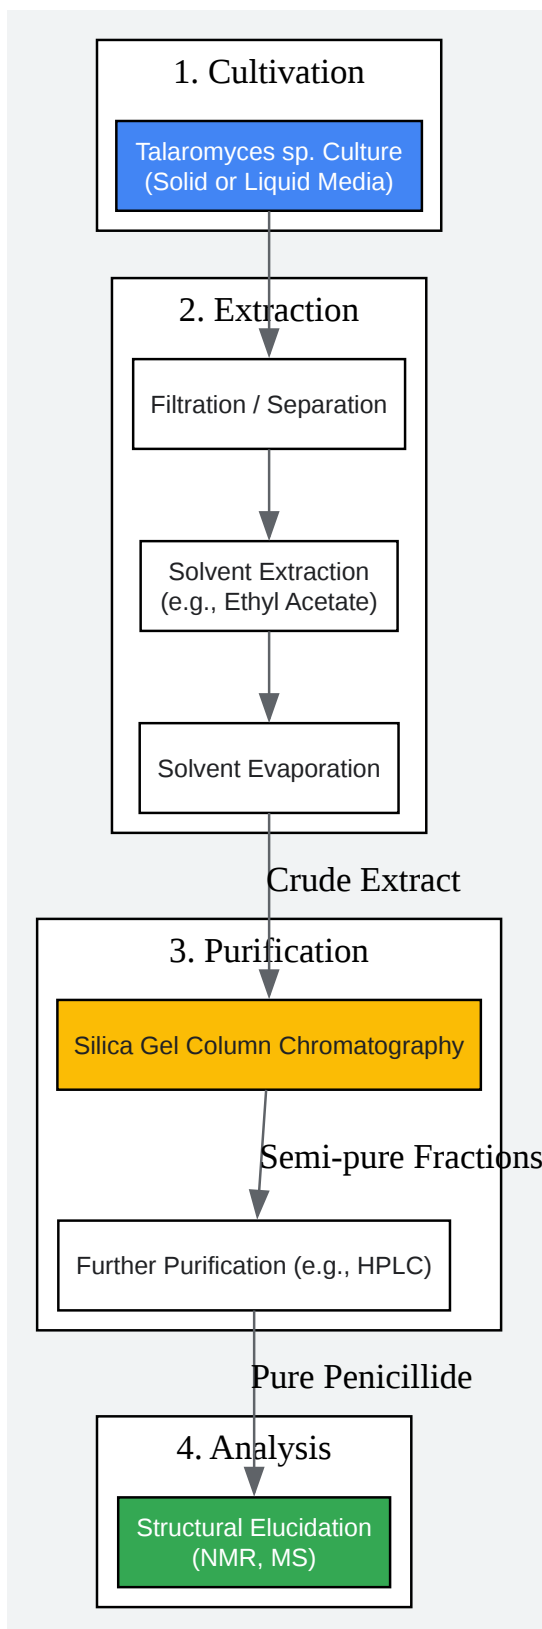 1. Cultivation
Talaromyces sp. Culture
(Solid or Liquid Media)
2. Extraction
Filtration / Separation
Solvent Extraction
(e.g., Ethyl Acetate)
Solvent Evaporation
Crude Extract
3. Purification
Silica Gel Column Chromatography
Semi-pure Fractions
Further Purification (e.g., HPLC)
Pure Penicillide
4. Analysis
Structural Elucidation
(NMR, MS)